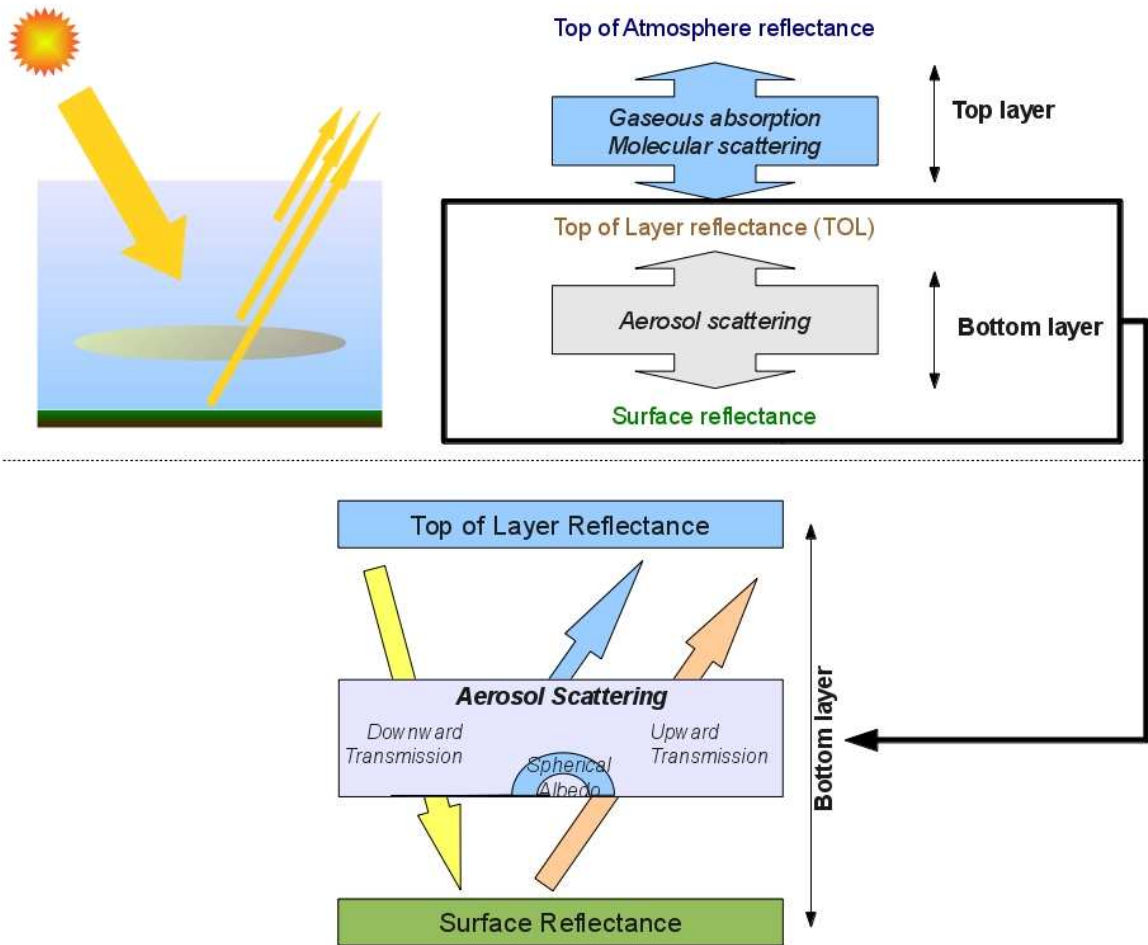 Top of Atmosphere reflectance
Gaseous absorption
Molecular scattering
Top layer
Top of Layer reflectance (TOL)
Aerosol scattering
Bottom layer
Surface reflectance
Top of Layer Reflectance
Aerosol Scattering
Downward
Transmission
Upward
Transmission
Spherical
Albedo
Bottom layer
Surface Reflectance